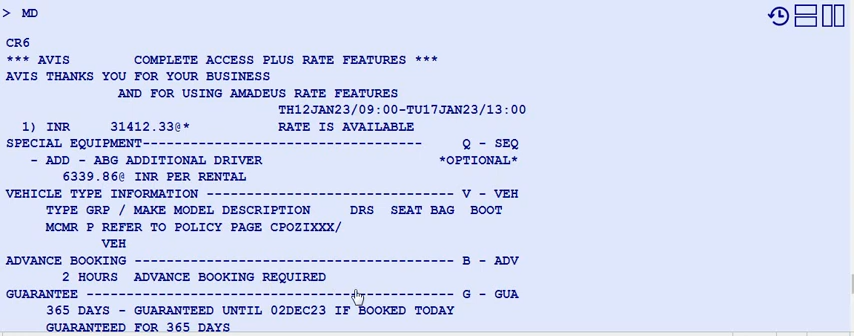 > MD
CR6
*** AVIS COMPLETE ACCESS PLUS RATE FEATURES ***
AVIS THANKS YOU FOR YOUR BUSINESS
AND FOR USING AMADEUS RATE FEATURES
TH12JAN23/09:00-TU17JAN23/13:00
1) INR 31412.33@* RATE IS AVAILABLE
SPECIAL EQUIPMENT----------------------------------- Q - SEQ
- ADD - ABG ADDITIONAL DRIVER *OPTIONAL*
6339.86@ INR PER RENTAL
VEHICLE TYPE INFORMATION ------------------------------- V - VEH
TYPE GRP / MAKE MODEL DESCRIPTION DRS SEAT BAG BOOT
MCMR P REFER TO POLICY PAGE CPOZIXXX/
VEH
ADVANCE BOOKING ---------------------------------------- B - ADV
2 HOURS ADVANCE BOOKING REQUIRED
GUARANTEE ---------------------------------------------- G - GUA
365 DAYS - GUARANTEED UNTIL 02DEC23 IF BOOKED TODAY
GUARANTEED FOR 365 DAYS